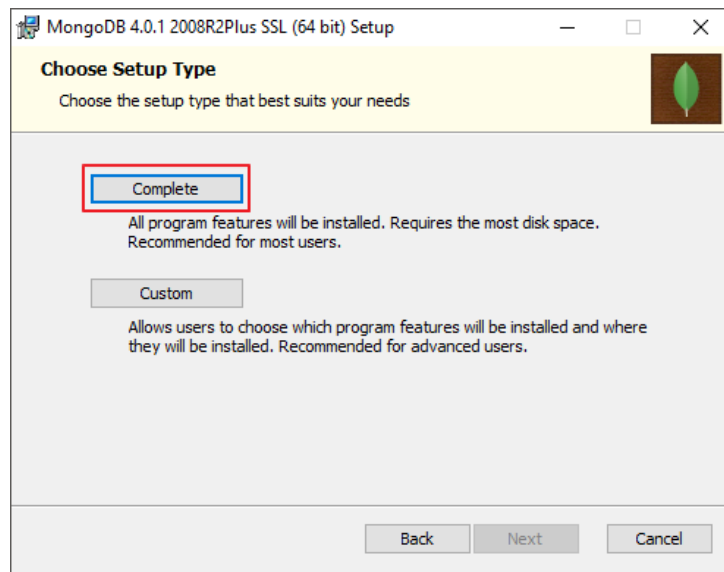 MongoDB 4.0.1 2008R2Plus SSL (64 bit) Setup
Choose Setup Type
Choose the setup type that best suits your needs
Complete
All program features will be installed. Requires the most disk space.
Recommended for most users.
Custom
Allows users to choose which program features will be installed and where
they will be installed. Recommended for advanced users.
Back Next Cancel